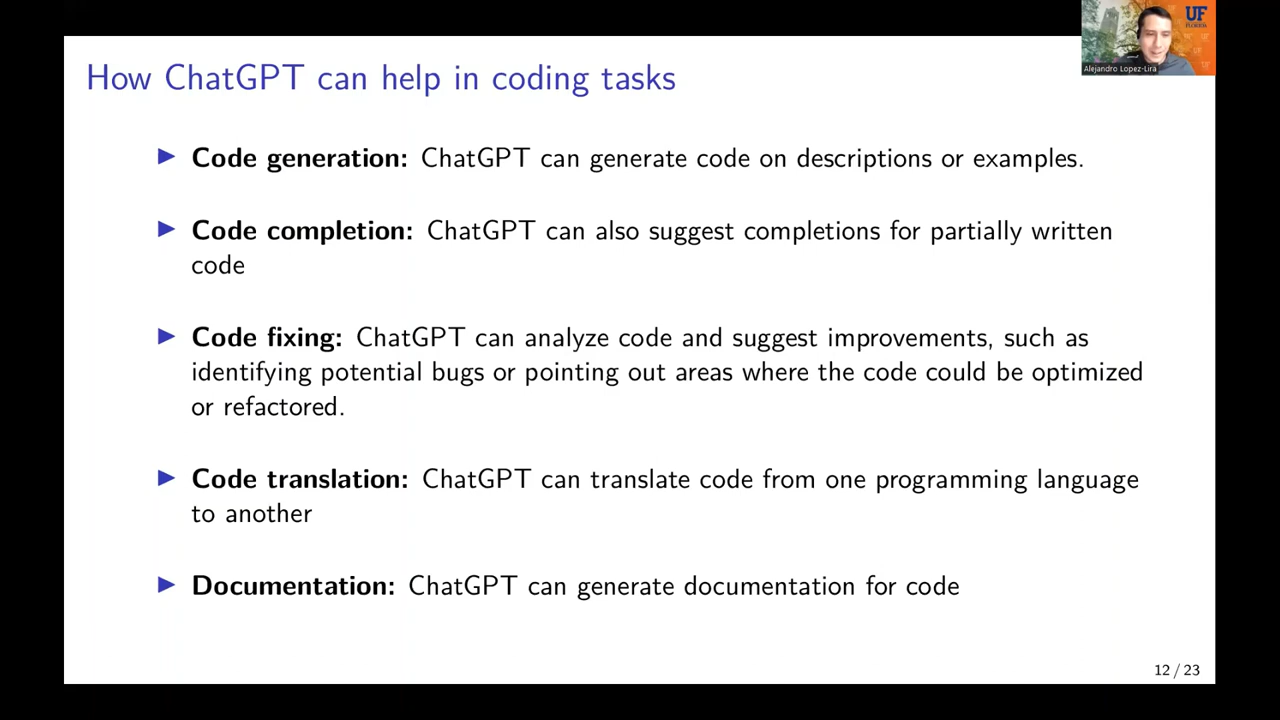 UF
FLORIDA
Alejandro Lopez-Lira
How ChatGPT can help in coding tasks
Code generation: ChatGPT can generate code on descriptions or examples.
Code completion: ChatGPT can also suggest completions for partially written
code
Code fixing: ChatGPT can analyze code and suggest improvements, such as
identifying potential bugs or pointing out areas where the code could be optimized
or refactored.
Code translation: ChatGPT can translate code from one programming language
to another
Documentation: ChatGPT can generate documentation for code
12 / 23